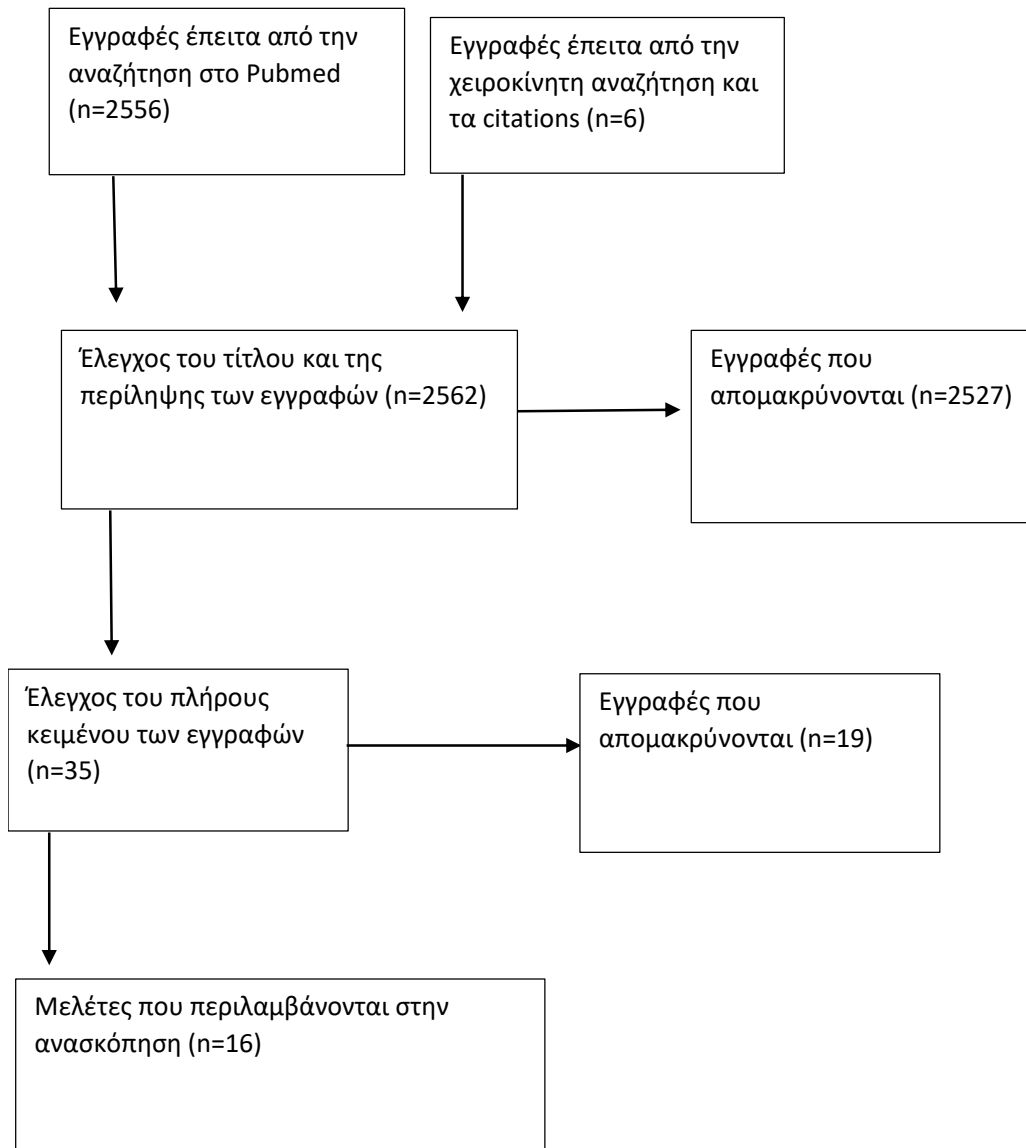 Εγγραφές έπειτα από την
αναζήτηση στο Pubmed
(n=2556)
Εγγραφές έπειτα από την
χειροκίνητη αναζήτηση και
τα citations (n=6)
Έλεγχος του τίτλου και της
περίληψης των εγγραφών (n=2562)
Εγγραφές που
απομακρύνονται (n=2527)
Έλεγχος του πλήρους
κειμένου των εγγραφών
(n=35)
Εγγραφές που
απομακρύνονται (n=19)
Μελέτες που περιλαμβάνονται στην
ανασκόπηση (n=16)